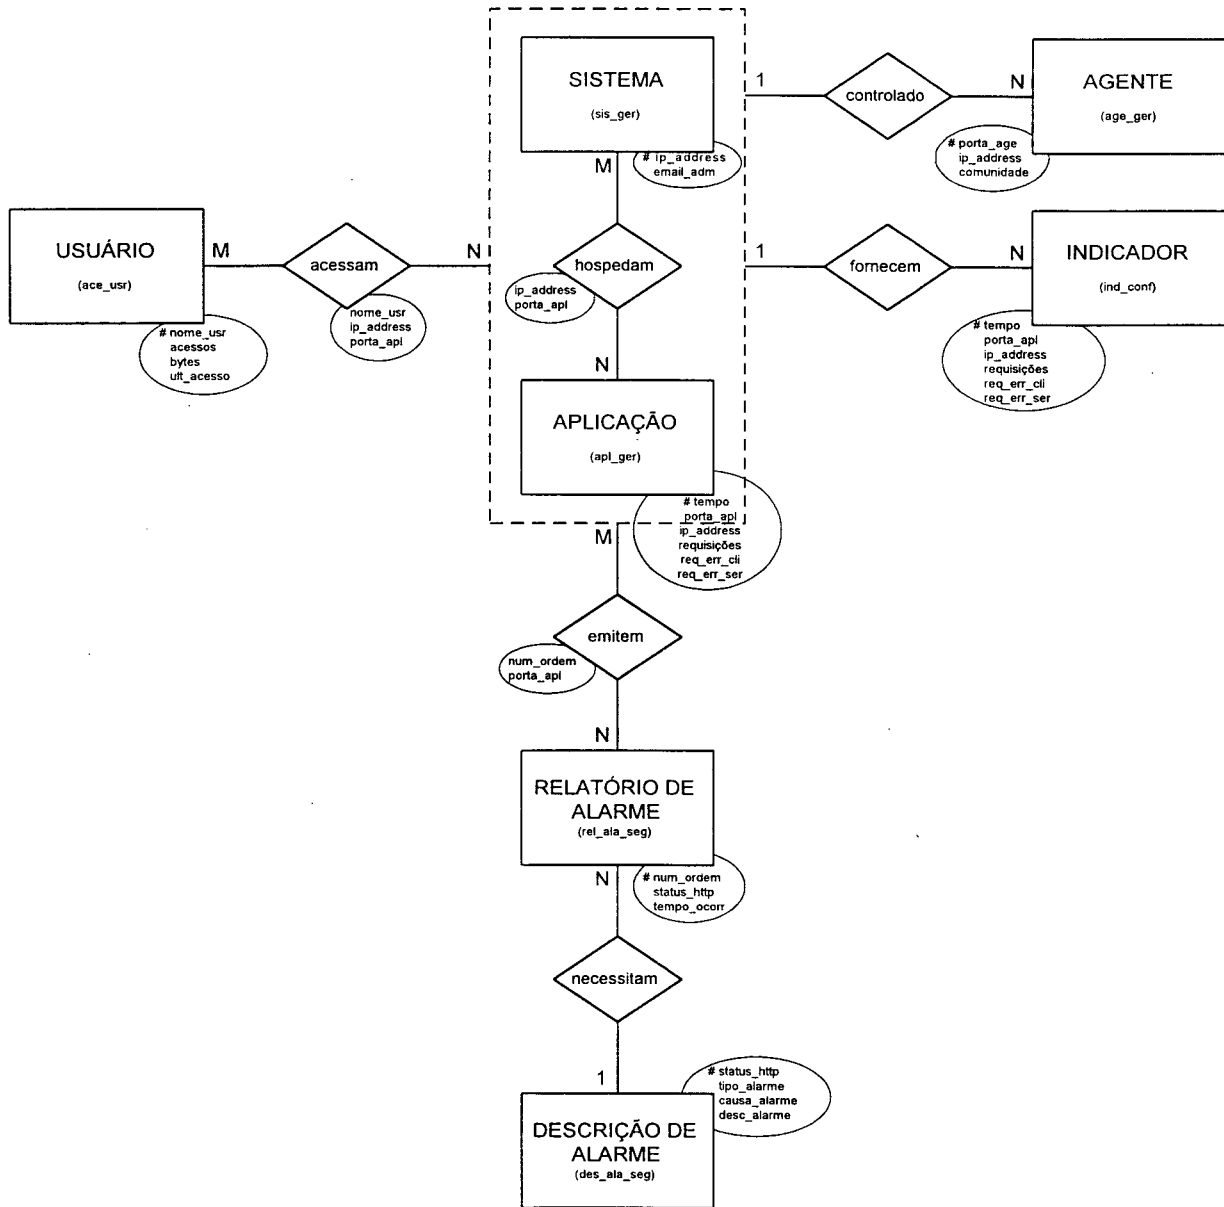 SISTEMA
(sis_ger)
# ip_address
email_adm
1
controlado
N
AGENTE
(age_ger)
# porta_age
ip_address
comunidade
M
USUÁRIO
(ace_usr)
# nome_usr
acessos
bytes
ult_acesso
M
acessam
nome_usr
ip_address
porta_apl
N
hospedam
ip_address
porta_apl
1
fornecem
N
INDICADOR
(ind_conf)
# tempo
porta_apl
ip_address
requisições
req_err_cli
req_err_ser
N
APLICAÇÃO
(apl_ger)
# tempo
porta_apl
ip_address
requisições
req_err_cli
req_err_ser
M
emitem
num_ordem
porta_apl
N
RELATÓRIO DE
ALARME
(rel_ala_seg)
# num_ordem
status_http
tempo_ocorr
N
necessitam
1
# status_http
tipo_alarme
causa_alarme
desc_alarme
DESCRIÇÃO DE
ALARME
(des_ala_seg)